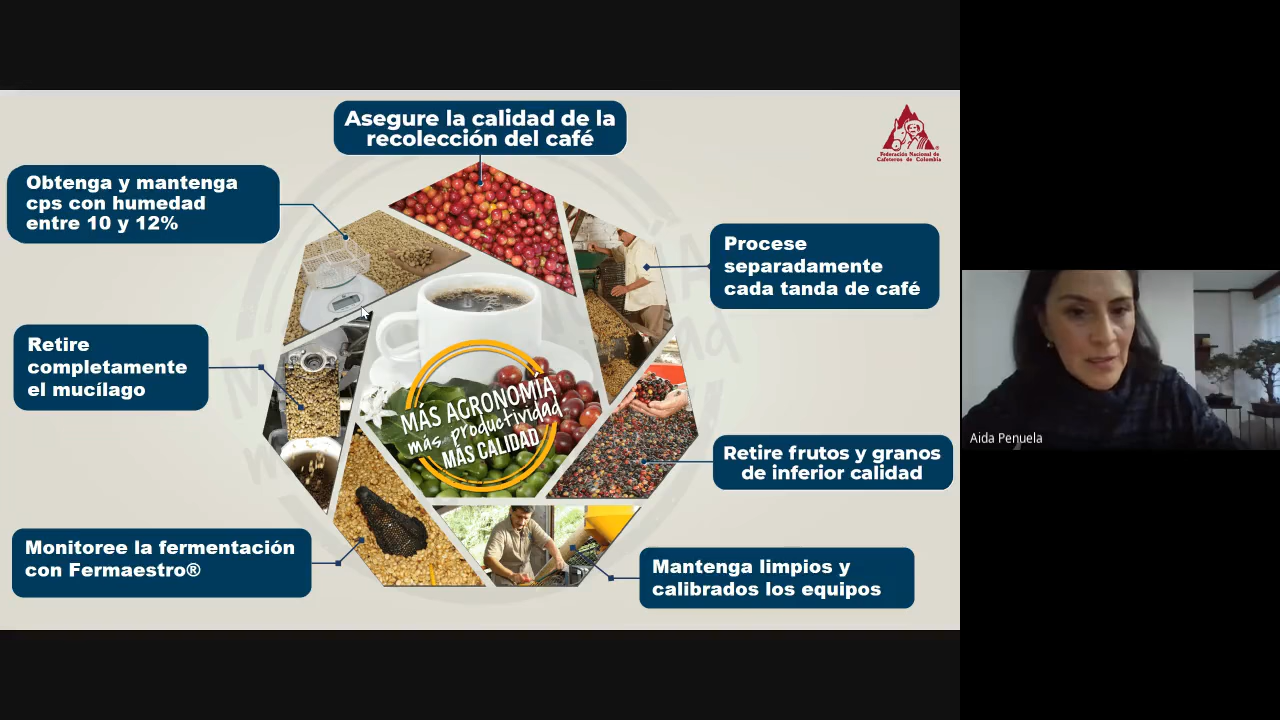 Asegure la calidad de la
recolección del café
Federación Nacional de
Cafeteros de Colombia
Obtenga y mantenga
cps con humedad
entre 10 y 12%
Procese
separadamente
cada tanda de café
Retire
completamente
el mucílago
MÁS AGRONOMÍA
más productividad
MÁS CALIDAD
Aida Penuela
Retire frutos y granos
de inferior calidad
Monitoree la fermentación
con Fermaestro®
Mantenga limpios y
calibrados los equipos